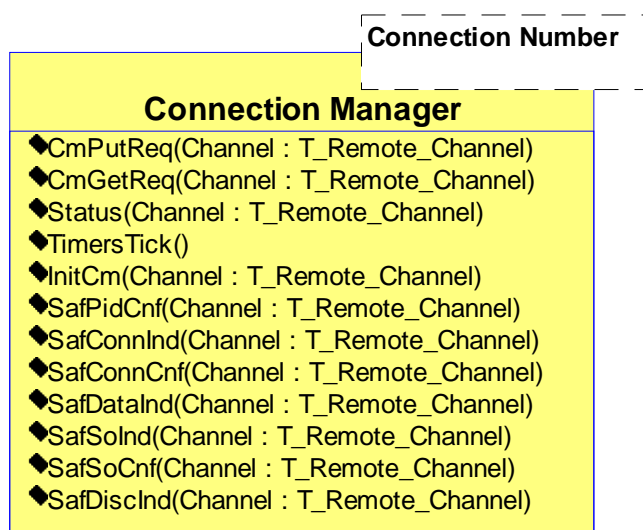 Connection Number
Connection Manager
CmPutReq(Channel : T_Remote_Channel)
CmGetReq(Channel : T_Remote_Channel)
Status(Channel : T_Remote_Channel)
TimersTick()
InitCm(Channel : T_Remote_Channel)
SafPidCnf(Channel : T_Remote_Channel)
SafConnInd(Channel : T_Remote_Channel)
SafConnCnf(Channel : T_Remote_Channel)
SafDataInd(Channel : T_Remote_Channel)
SafSoInd(Channel : T_Remote_Channel)
SafSoCnf(Channel : T_Remote_Channel)
SafDiscInd(Channel : T_Remote_Channel)